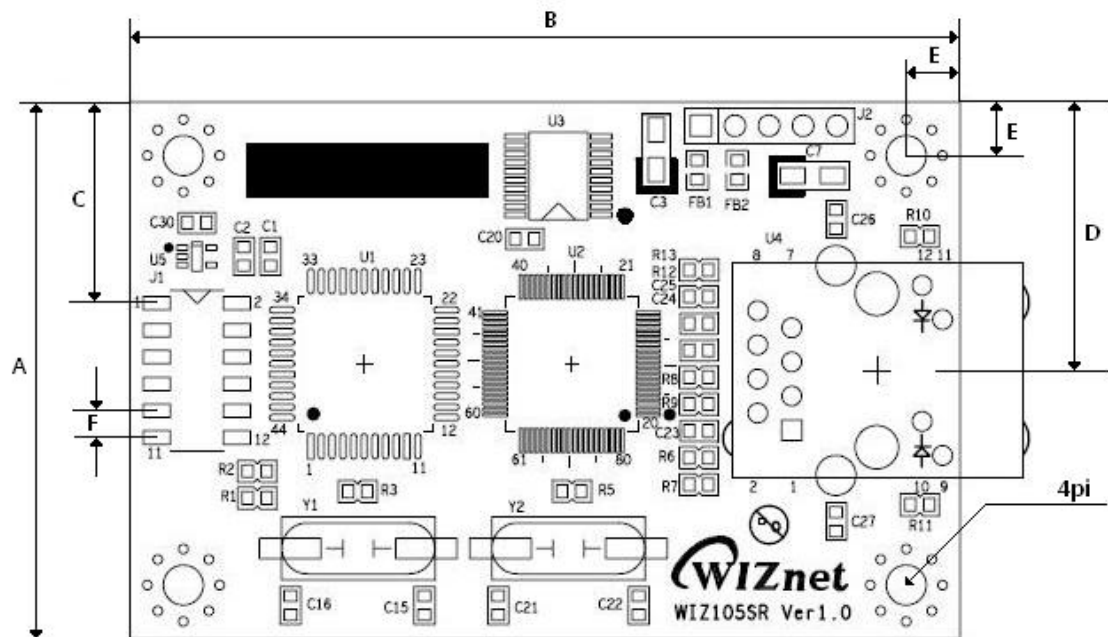 B
E
E
A
C
D
U3
J2
C7
C3
FB1
FB2
C26
R10
C30
C2
C1
C20
U5
J1
U1
U2
U4
33
23
40
21
R13
R12
C25
C24
8
7
12 11
1
2
34
22
41
R8
R9
60
20
F
11
12
44
12
C23
1
11
61
80
R6
R7
2
1
10 9
R2
R1
R3
R5
4pi
R11
Y1
Y2
C27
C16
C15
C21
C22
WIZnet
WIZ105SR Ver1.0